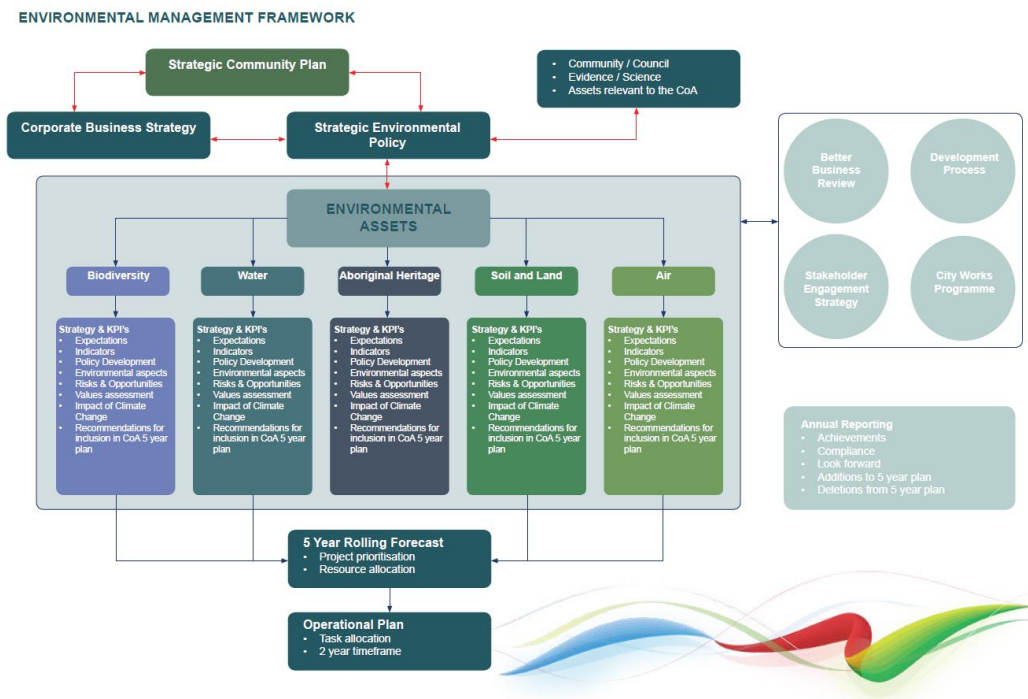 ENVIRONMENTAL MANAGEMENT FRAMEWORK
Strategic Community Plan
• Community / Council
• Evidence / Science
• Assets relevant to the CoA
Corporate Business Strategy
Strategic Environmental
Policy
Better
Business
Review
Development
Process
Stakeholder
Engagement
Strategy
City Works
Programme
ENVIRONMENTAL
ASSETS
Biodiversity
Water
Aboriginal Heritage
Soil and Land
Air
Strategy & KPI's
• Expectations
• Indicators
• Policy Development
• Environmental aspects
• Risks & Opportunities
• Values assessment
• Impact of Climate
Change
• Recommendations for
inclusion in CoA 5 year
plan
Strategy & KPI's
• Expectations
• Indicators
• Policy Development
• Environmental aspects
• Risks & Opportunities
• Values assessment
• Impact of Climate
Change
• Recommendations for
inclusion in CoA 5 year
plan
Strategy & KPI's
• Expectations
• Indicators
• Policy Development
• Environmental aspects
• Risks & Opportunities
• Values assessment
• Impact of Climate
Change
• Recommendations for
inclusion in CoA 5 year
plan
Strategy & KPI's
• Expectations
• Indicators
• Policy Development
• Environmental aspects
• Risks & Opportunities
• Values assessment
• Impact of Climate
Change
• Recommendations for
inclusion in CoA 5 year
plan
Strategy & KPI's
• Expectations
• Indicators
• Policy Development
• Environmental aspects
• Risks & Opportunities
• Values assessment
• Impact of Climate
Change
• Recommendations for
inclusion in CoA 5 year
plan
Annual Reporting
• Achievements
• Compliance
• Look forward
• Additions to 5 year plan
• Deletions from 5 year plan
5 Year Rolling Forecast
• Project prioritisation
• Resource allocation
Operational Plan
• Task allocation
• 2 year timeframe